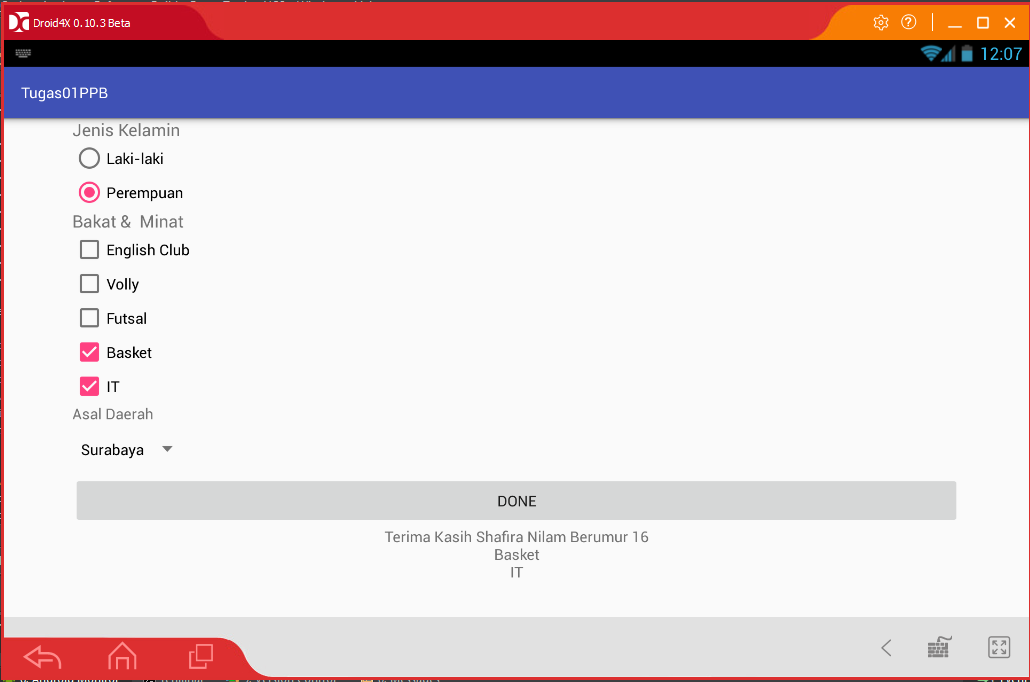 Droid4X 0.10.3 Beta
12:07
Tugas01PPB
Jenis Kelamin
Laki-laki
Perempuan
Bakat &  Minat
English Club
Volly
Futsal
Basket
IT
Asal Daerah
Surabaya
DONE
Terima Kasih Shafira Nilam Berumur 16
Basket
IT